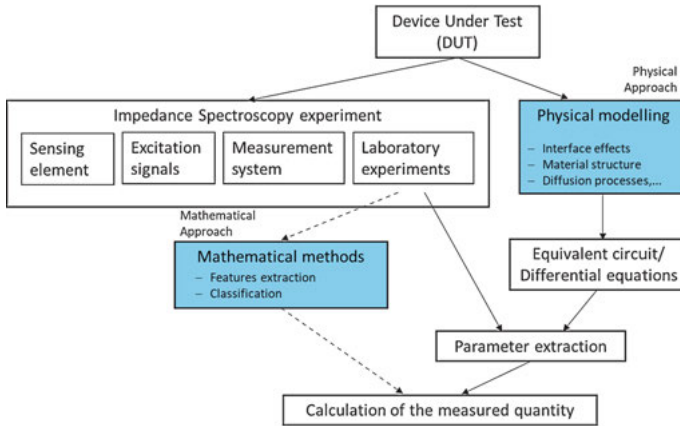 Device Under Test
(DUT)
Physical
Approach
Impedance Spectroscopy experiment
Sensing
element
Excitation
signals
Measurement
system
Laboratory
experiments
Physical modelling
– Interface effects
– Material structure
– Diffusion processes,...
Mathematical
Approach
Mathematical methods
– Features extraction
– Classification
Equivalent circuit/
Differential equations
Parameter extraction
Calculation of the measured quantity